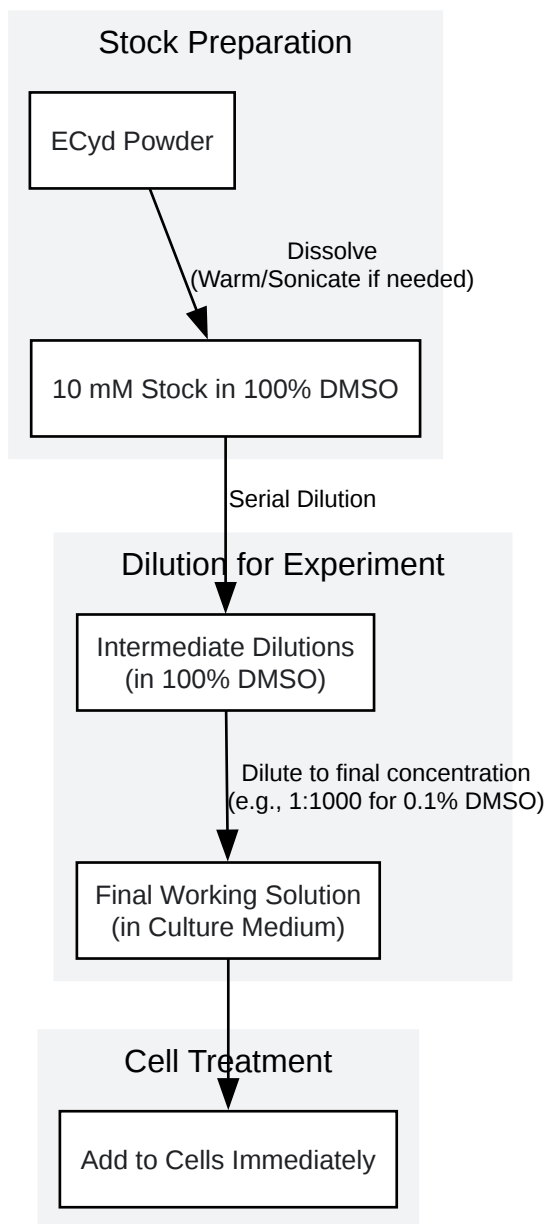 Stock Preparation
ECyd Powder
Dissolve
(Warm/Sonicate if needed)
10 mM Stock in 100% DMSO
Serial Dilution
Dilution for Experiment
Intermediate Dilutions
(in 100% DMSO)
Dilute to final concentration
(e.g., 1:1000 for 0.1% DMSO)
Final Working Solution
(in Culture Medium)
Cell Treatment
Add to Cells Immediately